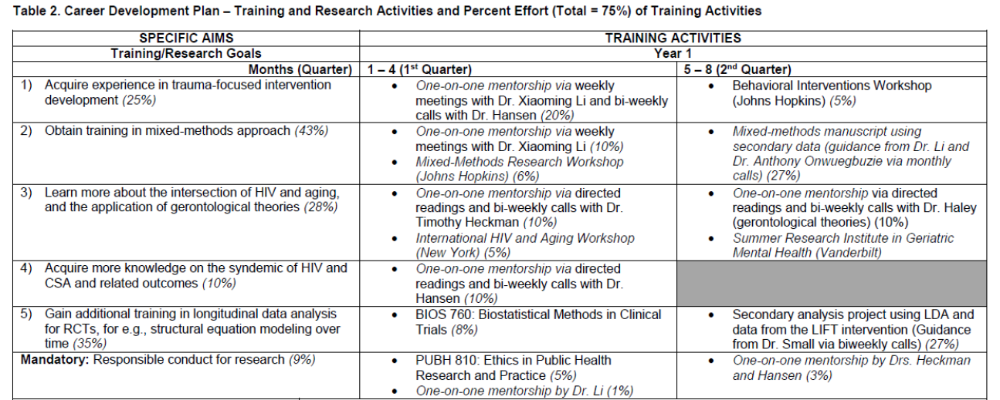 Table 2. Career Development Plan – Training and Research Activities and Percent Effort (Total = 75%) of Training Activities
SPECIFIC AIMS
TRAINING ACTIVITIES
Training/Research Goals
Year 1
Months (Quarter)
1 – 4 (1st Quarter)
5 – 8 (2nd Quarter)
1) Acquire experience in trauma-focused intervention
development (25%)
• One-on-one mentorship via weekly
meetings with Dr. Xiaoming Li and bi-weekly
calls with Dr. Hansen (20%)
• Behavioral Interventions Workshop
(Johns Hopkins) (5%)
2) Obtain training in mixed-methods approach (43%)
• One-on-one mentorship via weekly
meetings with Dr. Xiaoming Li (10%)
• Mixed-Methods Research Workshop
(Johns Hopkins) (6%)
• Mixed-methods manuscript using
secondary data (guidance from Dr. Li and
Dr. Anthony Onwuegbuzie via monthly
calls) (27%)
3) Learn more about the intersection of HIV and aging,
and the application of gerontological theories (28%)
• One-on-one mentorship via directed
readings and bi-weekly calls with Dr.
Timothy Heckman (10%)
• International HIV and Aging Workshop
(New York) (5%)
• One-on-one mentorship via directed
readings and bi-weekly calls with Dr. Haley
(gerontological theories) (10%)
• Summer Research Institute in Geriatric
Mental Health (Vanderbilt)
4) Acquire more knowledge on the syndemic of HIV and
CSA and related outcomes (10%)
• One-on-one mentorship via directed
readings and bi-weekly calls with Dr.
Hansen (10%)
5) Gain additional training in longitudinal data analysis
for RCTs, for e.g., structural equation modeling over
time (35%)
• BIOS 760: Biostatistical Methods in Clinical
Trials (8%)
• Secondary analysis project using LDA and
data from the LIFT intervention (Guidance
from Dr. Small via biweekly calls) (27%)
Mandatory: Responsible conduct for research (9%)
• PUBH 810: Ethics in Public Health
Research and Practice (5%)
• One-on-one mentorship by Dr. Li (1%)
• One-on-one mentorship by Drs. Heckman
and Hansen (3%)